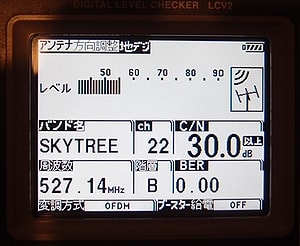 DIGITAL LEVEL CHECKER LCV2
アンテナ方向調整 地デジ
50 60 70 80 90
レベル
バンド名 ch C/N
SKYTREE 22 30.0 以上 dB
周波数 階層 BER
527.14 MHz B 0.00
変調方式 OFDM ブースター給電 OFF